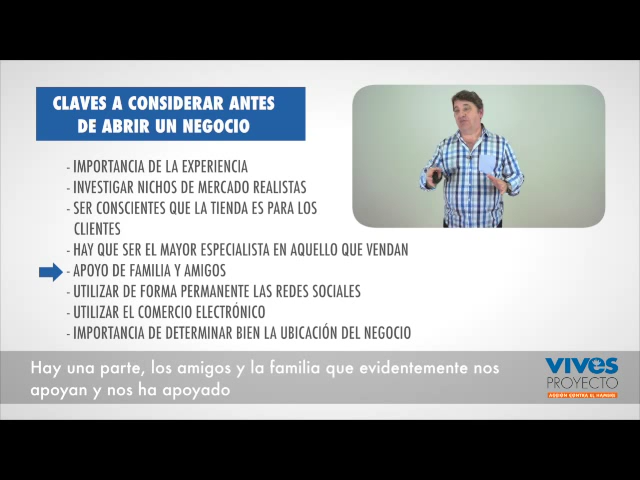 CLAVES A CONSIDERAR ANTES
DE ABRIR UN NEGOCIO
- IMPORTANCIA DE LA EXPERIENCIA
- INVESTIGAR NICHOS DE MERCADO REALISTAS
- SER CONSCIENTES QUE LA TIENDA ES PARA LOS
CLIENTES
- HAY QUE SER EL MAYOR ESPECIALISTA EN AQUELLO QUE VENDAN
- APOYO DE FAMILIA Y AMIGOS
- UTILIZAR DE FORMA PERMANENTE LAS REDES SOCIALES
- UTILIZAR EL COMERCIO ELECTRÓNICO
- IMPORTANCIA DE DETERMINAR BIEN LA UBICACIÓN DEL NEGOCIO
Hay una parte, los amigos y la familia que evidentemente nos
apoyan y nos ha apoyado
VIVES
PROYECTO
ACCIÓN CONTRA EL HAMBRE